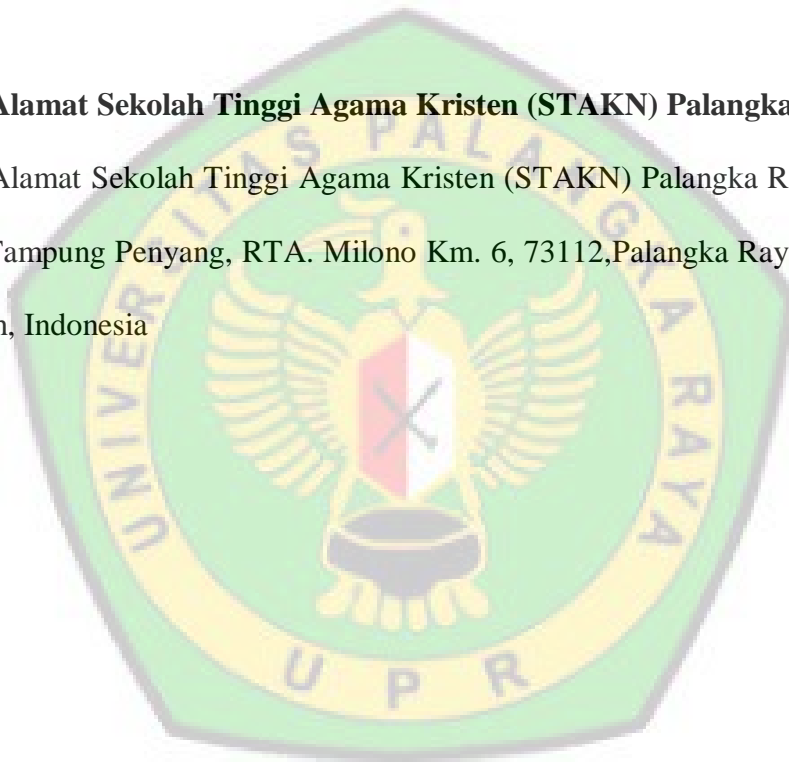 Alamat Sekolah Tinggi Agama Kristen (STAKN) Palangka
Alamat Sekolah Tinggi Agama Kristen (STAKN) Palangka R
Tampung Penyang, RTA. Milono Km. 6, 73112,Palangka Ray
n, Indonesia
UNIVERSITAS PALANGKA RAYA
UPR